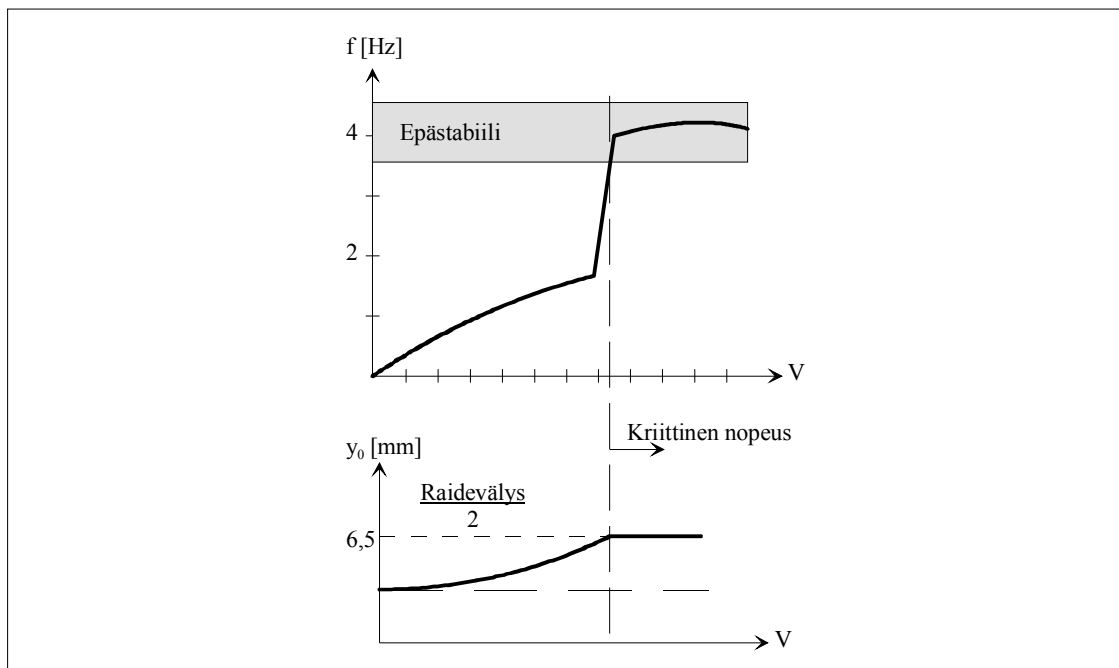 f [Hz]
4
Epästabiili
2
V
Kriittinen nopeus
y₀ [mm]
Raidevälys
2
6,5
V